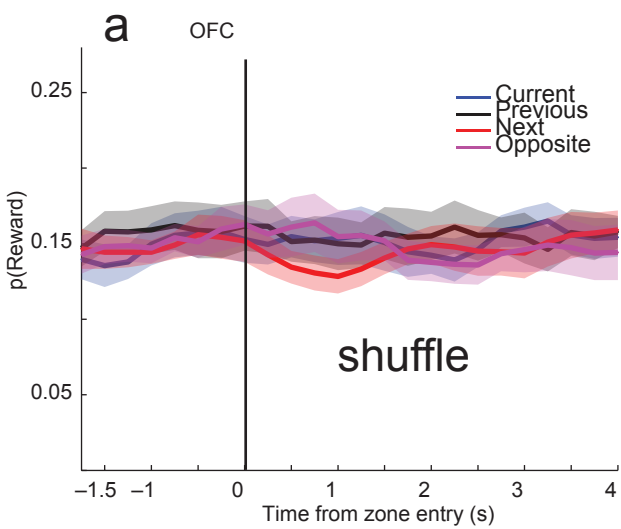 a
OFC
0.25
0.15
0.05
p(Reward)
Current
Previous
Next
Opposite
shuffle
−1.5 −1 0 1 2 3 4
Time from zone entry (s)